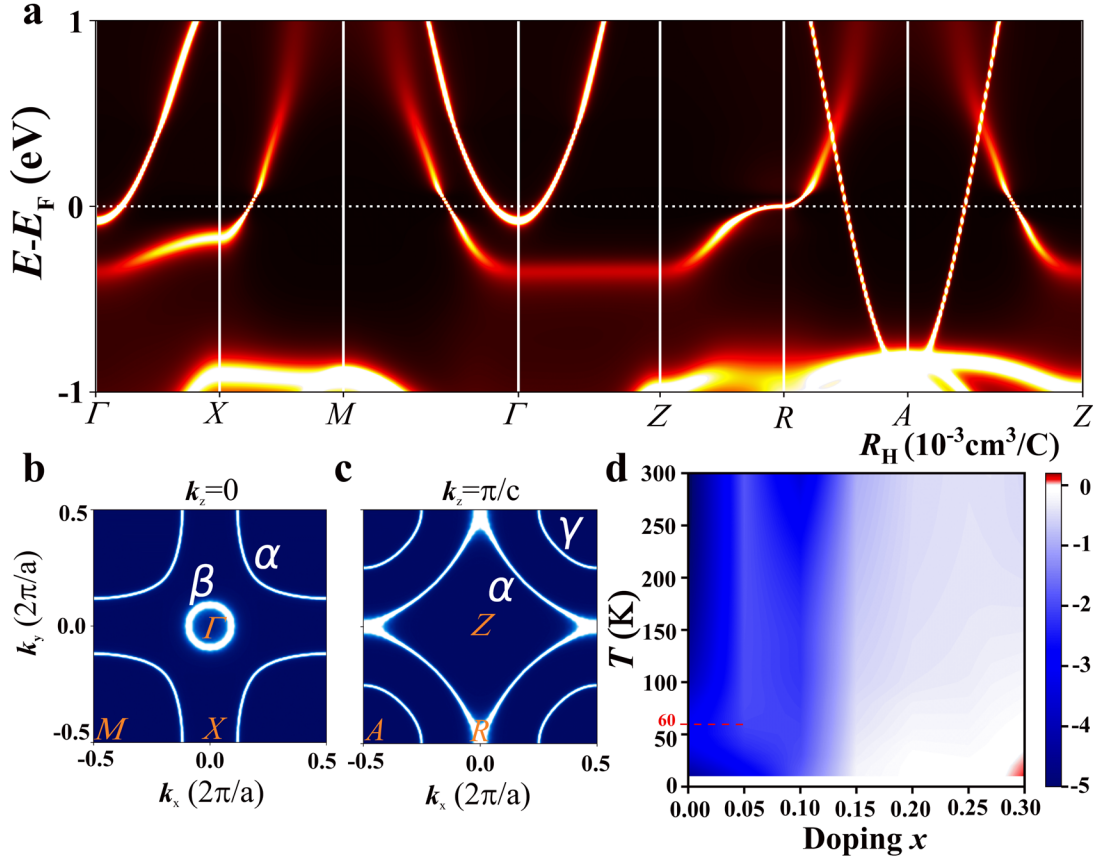 a
E-E_F (eV)
1
0
-1
Γ X M Γ Z R A Z
b
k_z=0
k_y (2π/a)
0.5
0.0
-0.5
α
β
Γ
M X
-0.5 0.0 0.5
k_x (2π/a)
c
k_z=π/c
γ
α
Z
A R
-0.5 0.0 0.5
k_x (2π/a)
d
R_H (10⁻³cm³/C)
T (K)
300
250
200
150
100
60
50
0
0.00 0.05 0.10 0.15 0.20 0.25 0.30
Doping x
0
-1
-2
-3
-4
-5